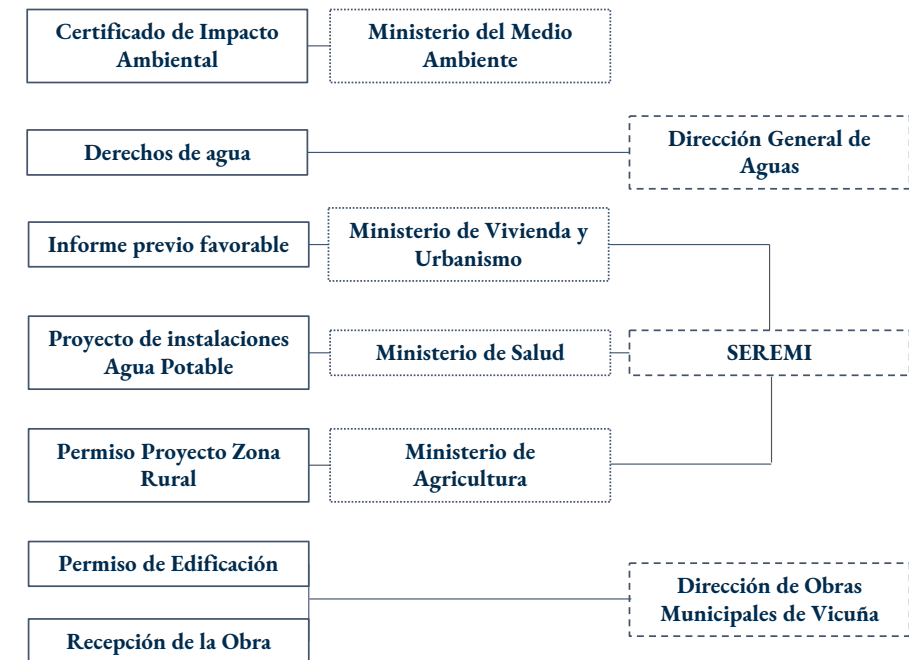 Certificado de Impacto
Ambiental
Ministerio del Medio
Ambiente
Derechos de agua
Dirección General de
Aguas
Informe previo favorable
Ministerio de Vivienda y
Urbanismo
Proyecto de instalaciones
Agua Potable
Ministerio de Salud
SEREMI
Permiso Proyecto Zona
Rural
Ministerio de
Agricultura
Permiso de Edificación
Dirección de Obras
Municipales de Vicuña
Recepción de la Obra